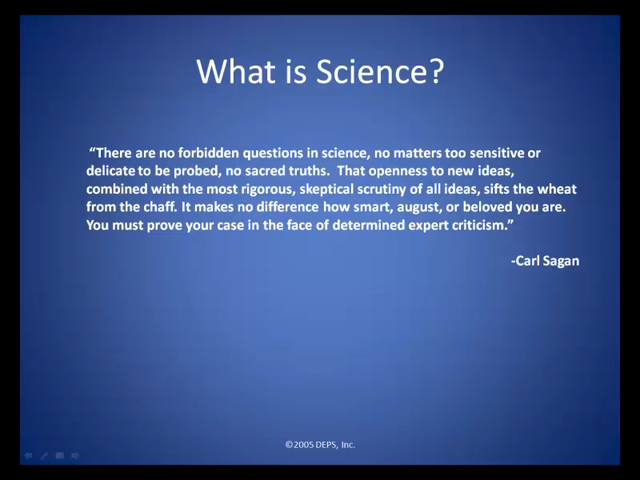 What is Science?
“There are no forbidden questions in science, no matters too sensitive or
delicate to be probed, no sacred truths.  That openness to new ideas,
combined with the most rigorous, skeptical scrutiny of all ideas, sifts the wheat
from the chaff. It makes no difference how smart, august, or beloved you are.
You must prove your case in the face of determined expert criticism.”
-Carl Sagan
©2005 DEPS, Inc.